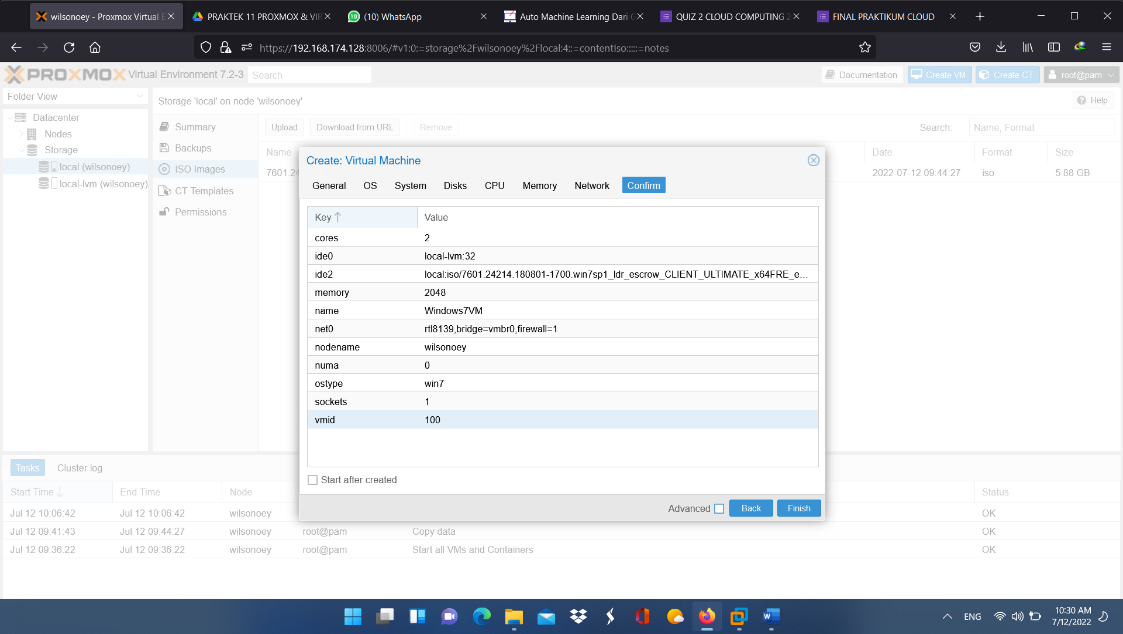 wilsonoey - Proxmox Virtual E
PRAKTEK 11 PROXMOX & VIR
(10) WhatsApp
Auto Machine Learning Dari C
QUIZ 2 CLOUD COMPUTING 2
FINAL PRAKTIKUM CLOUD
https://192.168.174.128:8006/#v1:0:=storage%2Fwilsonoey%2Flocal:4::=contentIso:::::=notes
PROXMOX Virtual Environment 7.2-3 Search
Documentation Create VM Create CT root@pam
Folder View
Datacenter
Nodes
Storage
local (wilsonoey)
local-lvm (wilsonoey)
Storage 'local' on node 'wilsonoey' Help
Summary
Backups
ISO Images
CT Templates
Permissions
Upload Download from URL Remove Search: Name, Format
Name Date Format Size
7601.24 2022-07-12 09:44:27 iso 5.88 GB
Create: Virtual Machine
General OS System Disks CPU Memory Network Confirm
Key ↑ Value
cores 2
ide0 local-lvm:32
ide2 local:iso/7601.24214.180801-1700.win7sp1_ldr_escrow_CLIENT_ULTIMATE_x64FRE_e...
memory 2048
name Windows7VM
net0 rtl8139,bridge=vmbr0,firewall=1
nodename wilsonoey
numa 0
ostype win7
sockets 1
vmid 100
Start after created
Advanced Back Finish
Tasks Cluster log
Start Time ↓ End Time Node Status
Jul 12 10:06:42 Jul 12 10:06:42 wilsonoey OK
Jul 12 09:41:43 Jul 12 09:44:27 wilsonoey root@pam Copy data OK
Jul 12 09:36:22 Jul 12 09:36:22 wilsonoey root@pam Start all VMs and Containers OK
ENG
10:30 AM
7/12/2022